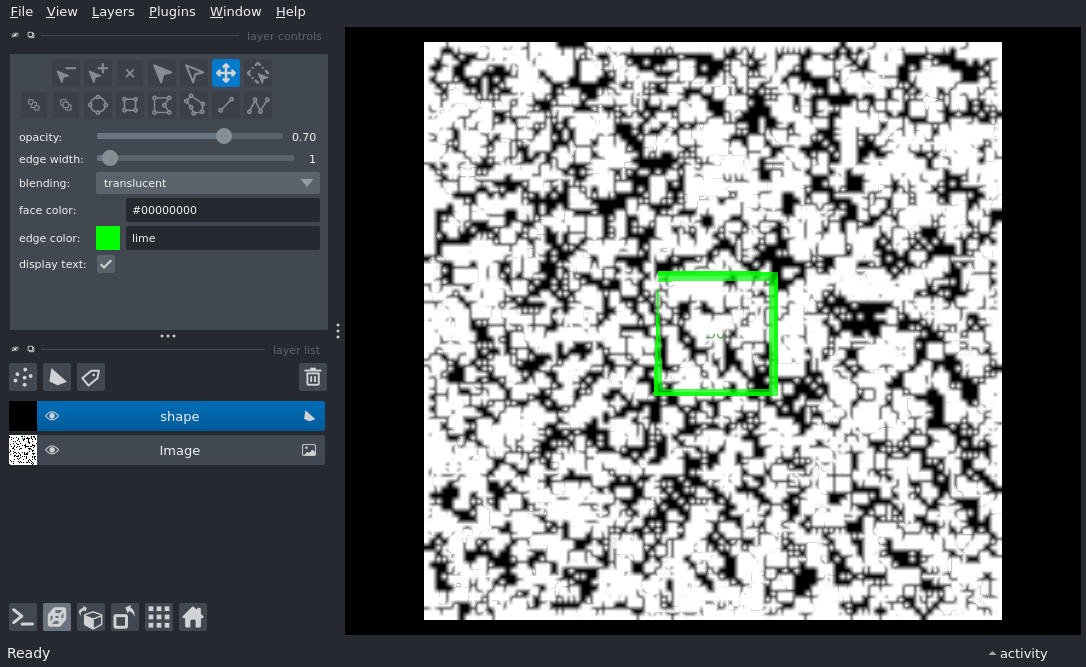 File View Layers Plugins Window Help
layer controls
opacity: 0.70
edge width: 1
blending: translucent
face color: #00000000
edge color: lime
display text:
layer list
shape
Image
Ready
activity